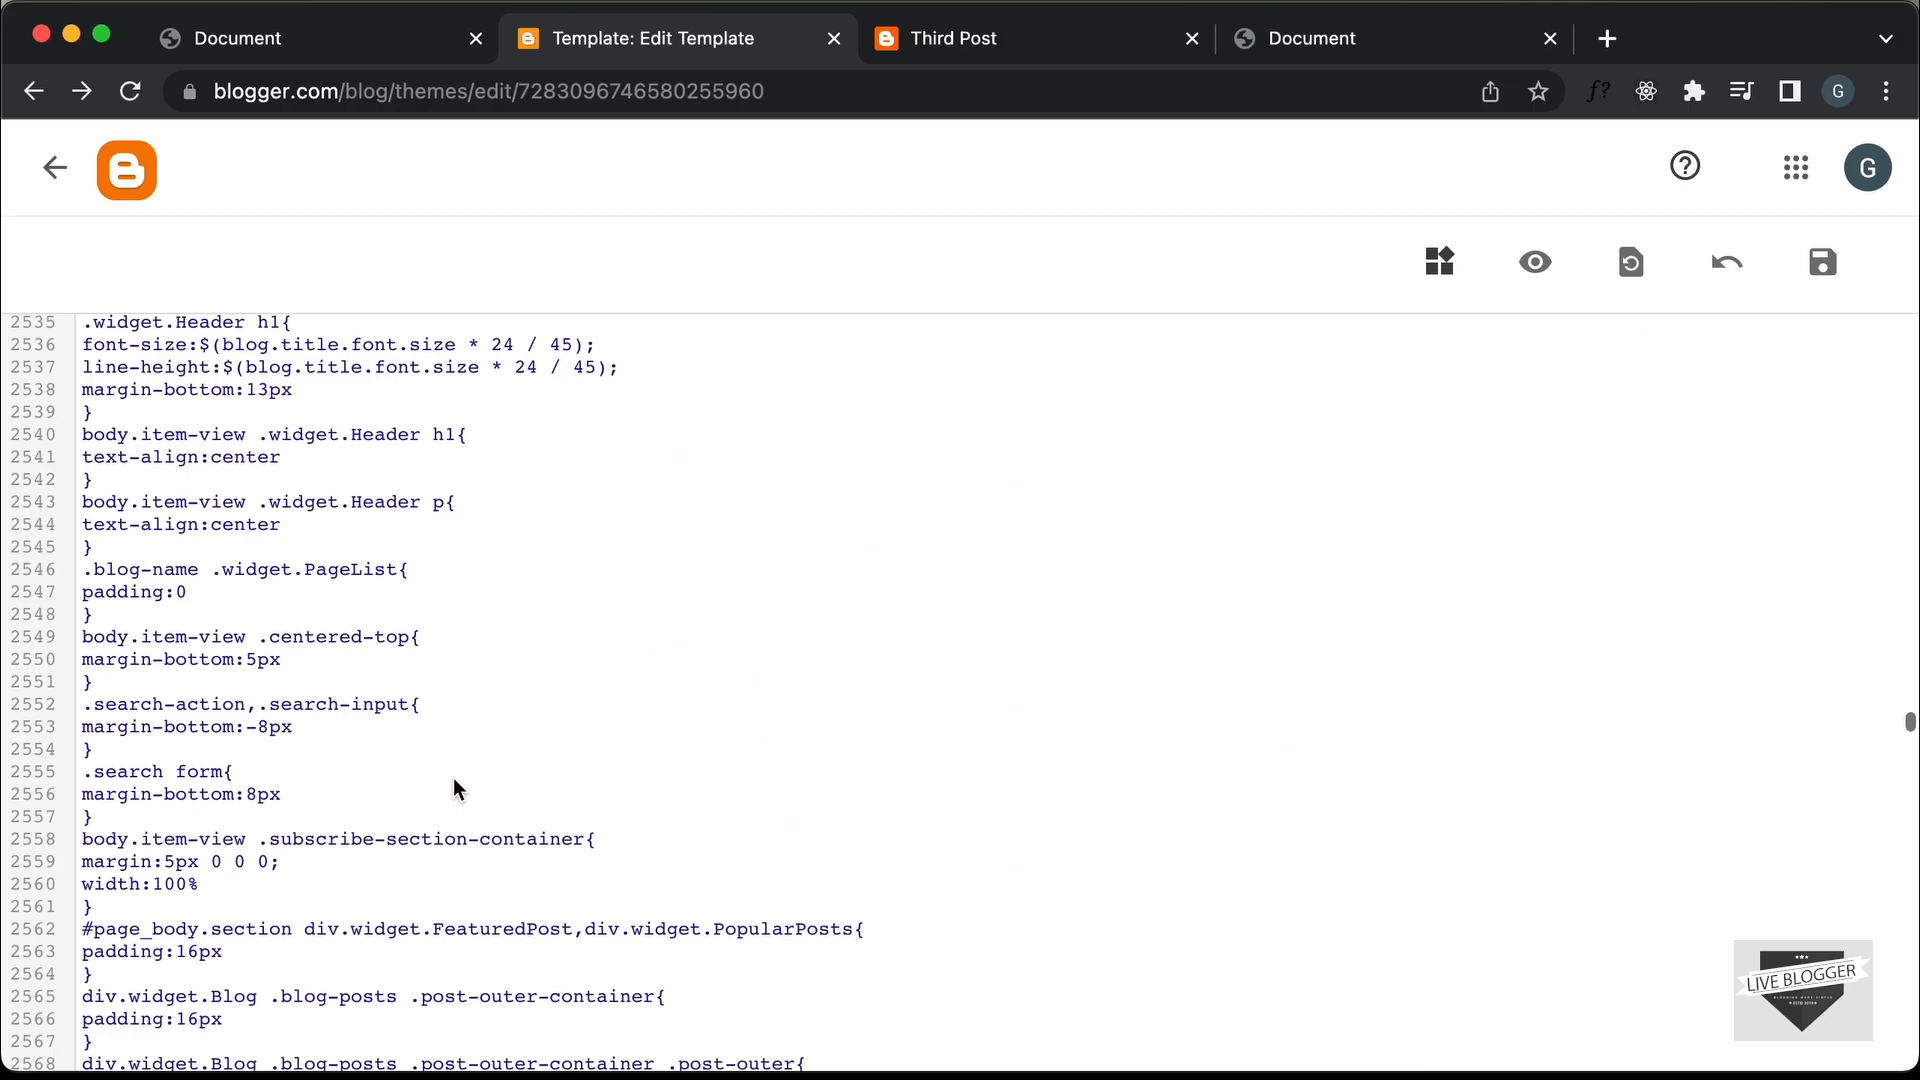 Document
Template: Edit Template
Third Post
Document
blogger.com/blog/themes/edit/7283096746580255960
f?
G
G
2535 .widget.Header h1{
2536 font-size:$(blog.title.font.size * 24 / 45);
2537 line-height:$(blog.title.font.size * 24 / 45);
2538 margin-bottom:13px
2539 }
2540 body.item-view .widget.Header h1{
2541 text-align:center
2542 }
2543 body.item-view .widget.Header p{
2544 text-align:center
2545 }
2546 .blog-name .widget.PageList{
2547 padding:0
2548 }
2549 body.item-view .centered-top{
2550 margin-bottom:5px
2551 }
2552 .search-action,.search-input{
2553 margin-bottom:-8px
2554 }
2555 .search form{
2556 margin-bottom:8px
2557 }
2558 body.item-view .subscribe-section-container{
2559 margin:5px 0 0 0;
2560 width:100%
2561 }
2562 #page_body.section div.widget.FeaturedPost,div.widget.PopularPosts{
2563 padding:16px
2564 }
2565 div.widget.Blog .blog-posts .post-outer-container{
2566 padding:16px
2567 }
2568 div.widget.Blog .blog-posts .post-outer-container .post-outer{
LIVE BLOGGER